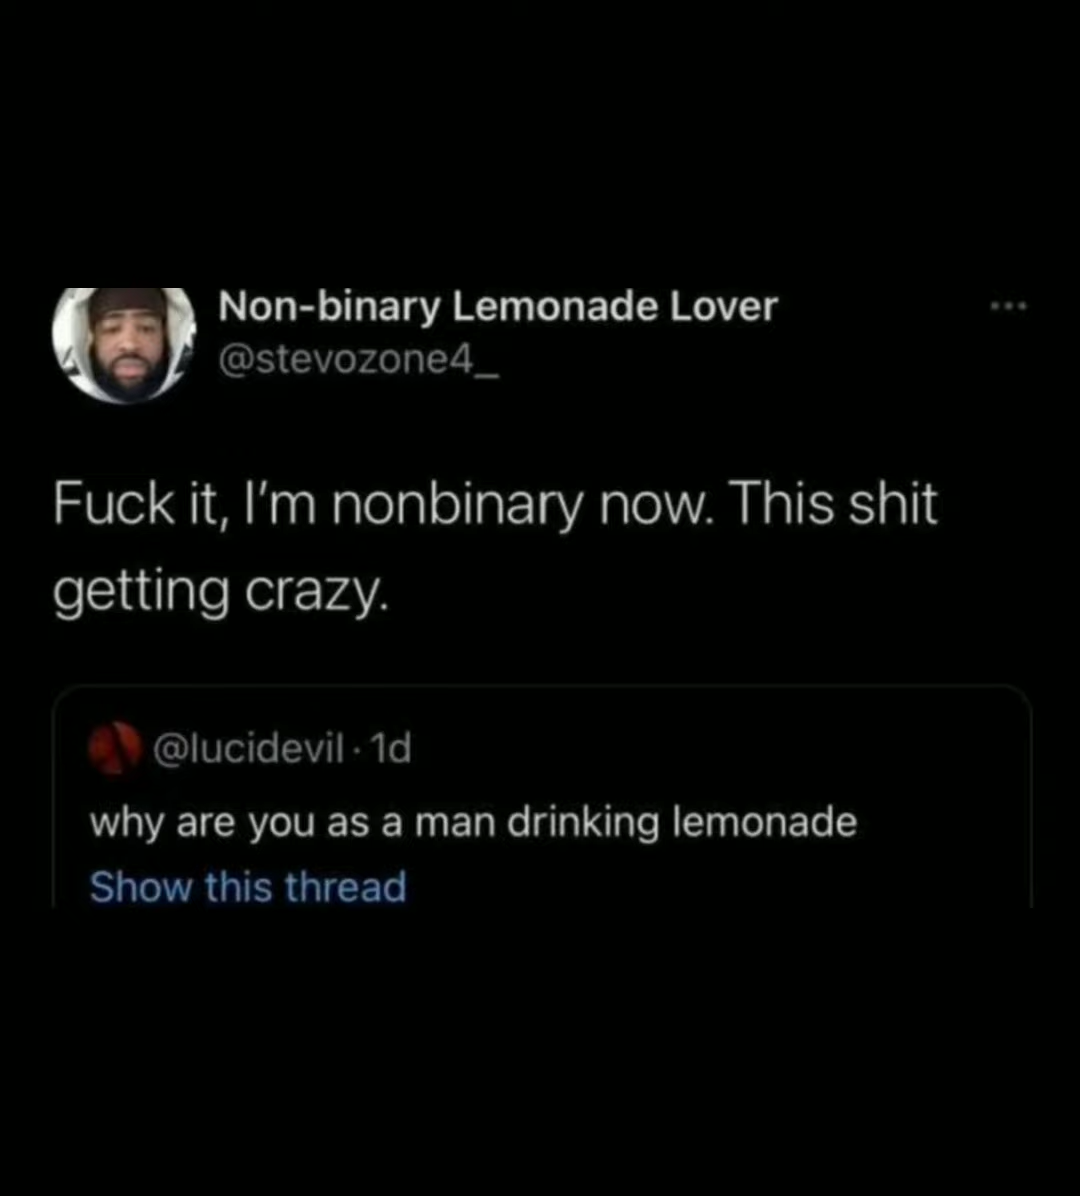 Non-binary Lemonade Lover
@stevozone4_
Fuck it, I'm nonbinary now. This shit
getting crazy.
@lucidevil · 1d
why are you as a man drinking lemonade
Show this thread